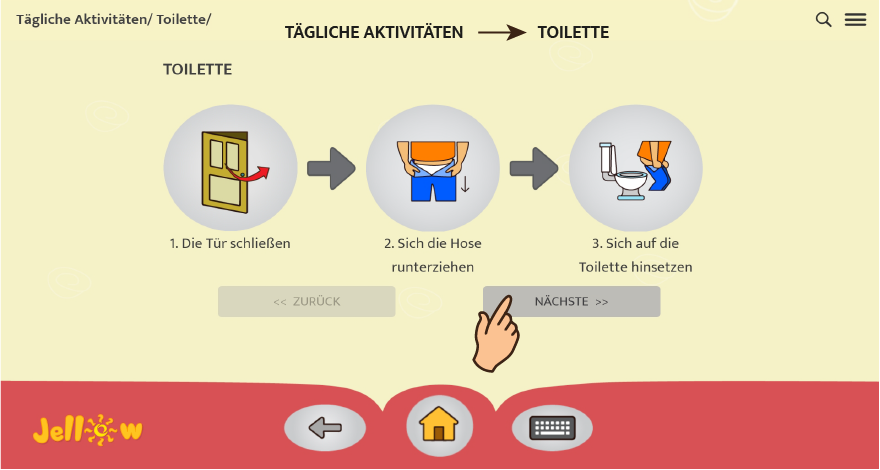 Tägliche Aktivitäten/ Toilette/
TÄGLICHE AKTIVITÄTEN TOILETTE
TOILETTE
1. Die Tür schließen
2. Sich die Hose
runterziehen
3. Sich auf die
Toilette hinsetzen
<< ZURÜCK
NÄCHSTE >>
Jellow